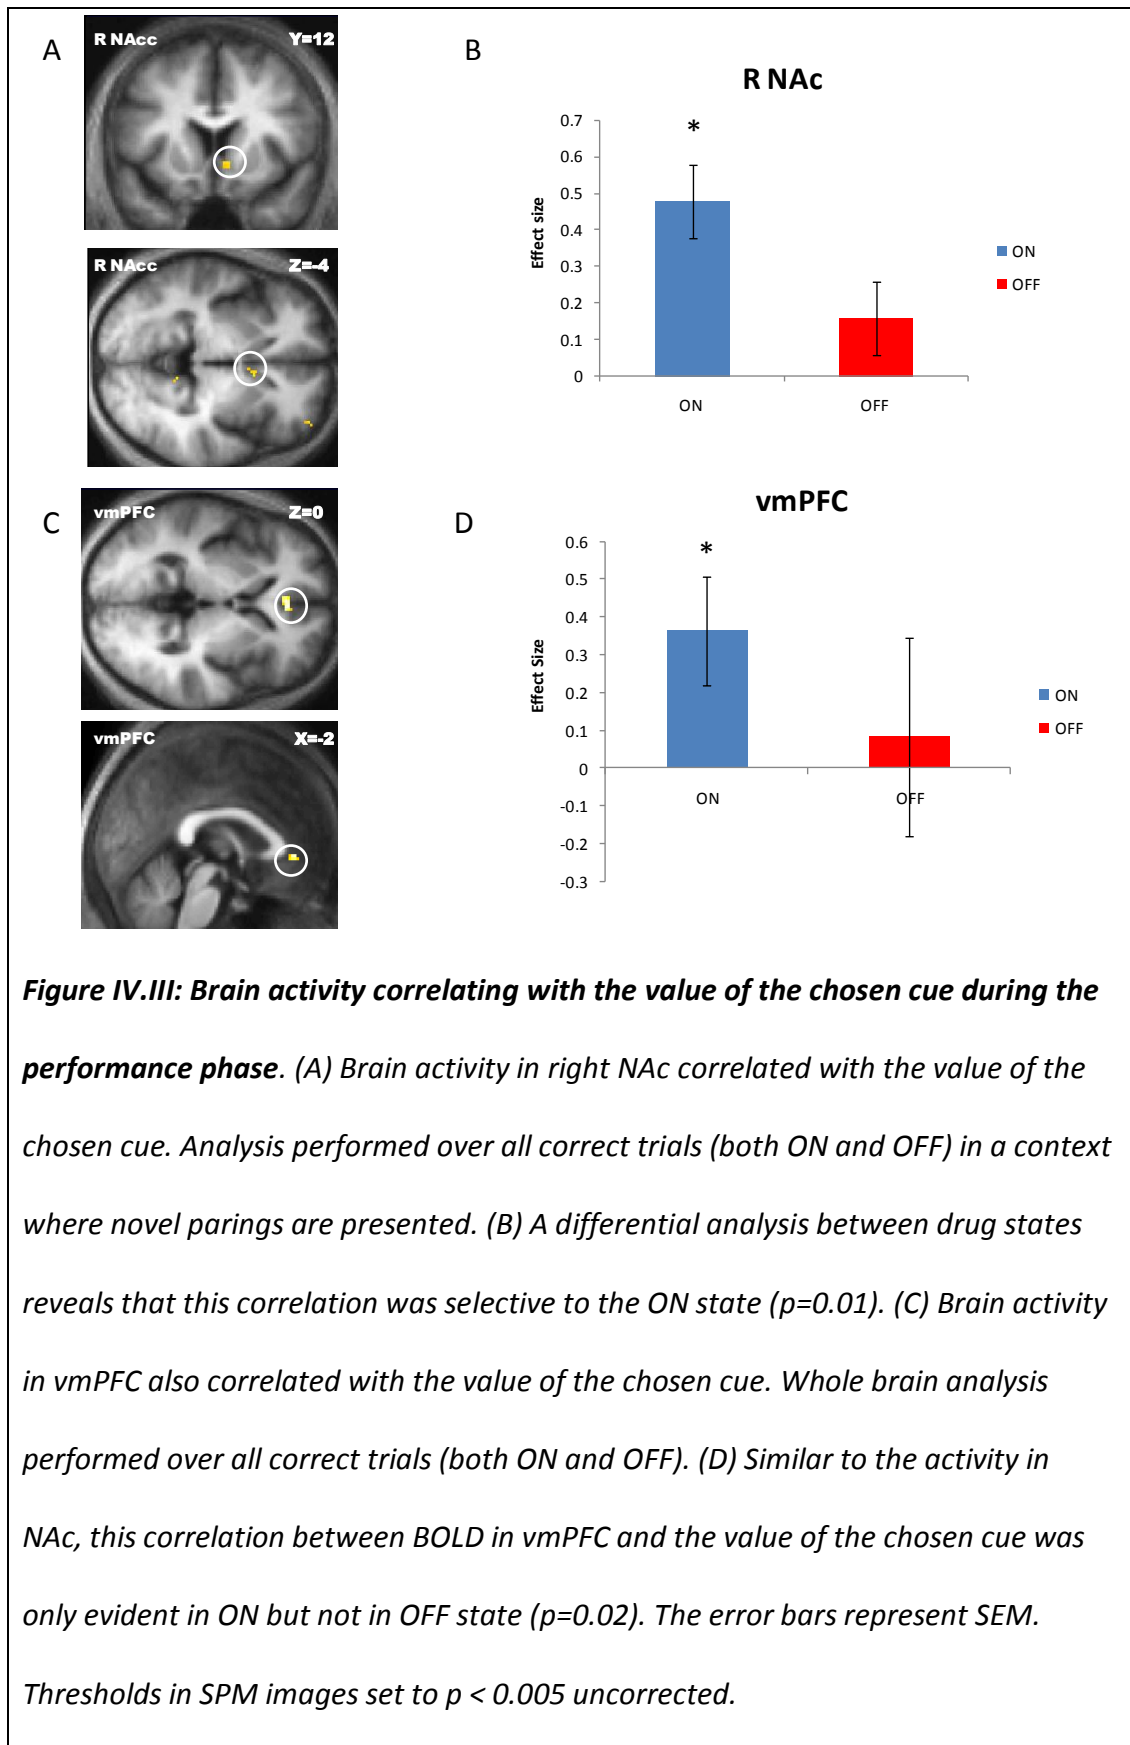 A
R NAcc
Y=12
R NAcc
Z=-4
B
R NAc
Effect size
0.7
0.6
0.5
0.4
0.3
0.2
0.1
0
*
ON
OFF
ON
OFF
C
vmPFC
Z=0
vmPFC
X=-2
D
vmPFC
Effect Size
0.6
0.5
0.4
0.3
0.2
0.1
0
-0.1
-0.2
-0.3
*
ON
OFF
ON
OFF
Figure IV.III: Brain activity correlating with the value of the chosen cue during the
performance phase. (A) Brain activity in right NAc correlated with the value of the
chosen cue. Analysis performed over all correct trials (both ON and OFF) in a context
where novel parings are presented. (B) A differential analysis between drug states
reveals that this correlation was selective to the ON state (p=0.01). (C) Brain activity
in vmPFC also correlated with the value of the chosen cue. Whole brain analysis
performed over all correct trials (both ON and OFF). (D) Similar to the activity in
NAc, this correlation between BOLD in vmPFC and the value of the chosen cue was
only evident in ON but not in OFF state (p=0.02). The error bars represent SEM.
Thresholds in SPM images set to p < 0.005 uncorrected.